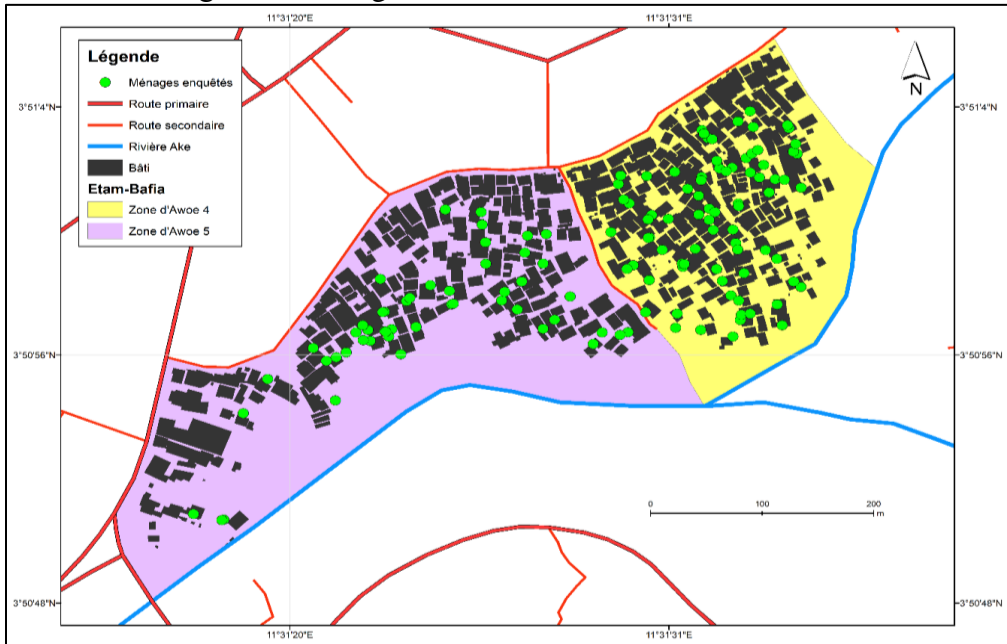 11°31'20"E
11°31'31"E
Légende
Ménages enquêtés
Route primaire
Route secondaire
Rivière Ake
Bâti
Etam-Bafia
Zone d'Awoe 4
Zone d'Awoe 5
N
3°51'4"N
3°51'4"N
3°50'56"N
3°50'56"N
0 100 200
m
3°50'48"N
3°50'48"N
11°31'20"E
11°31'31"E